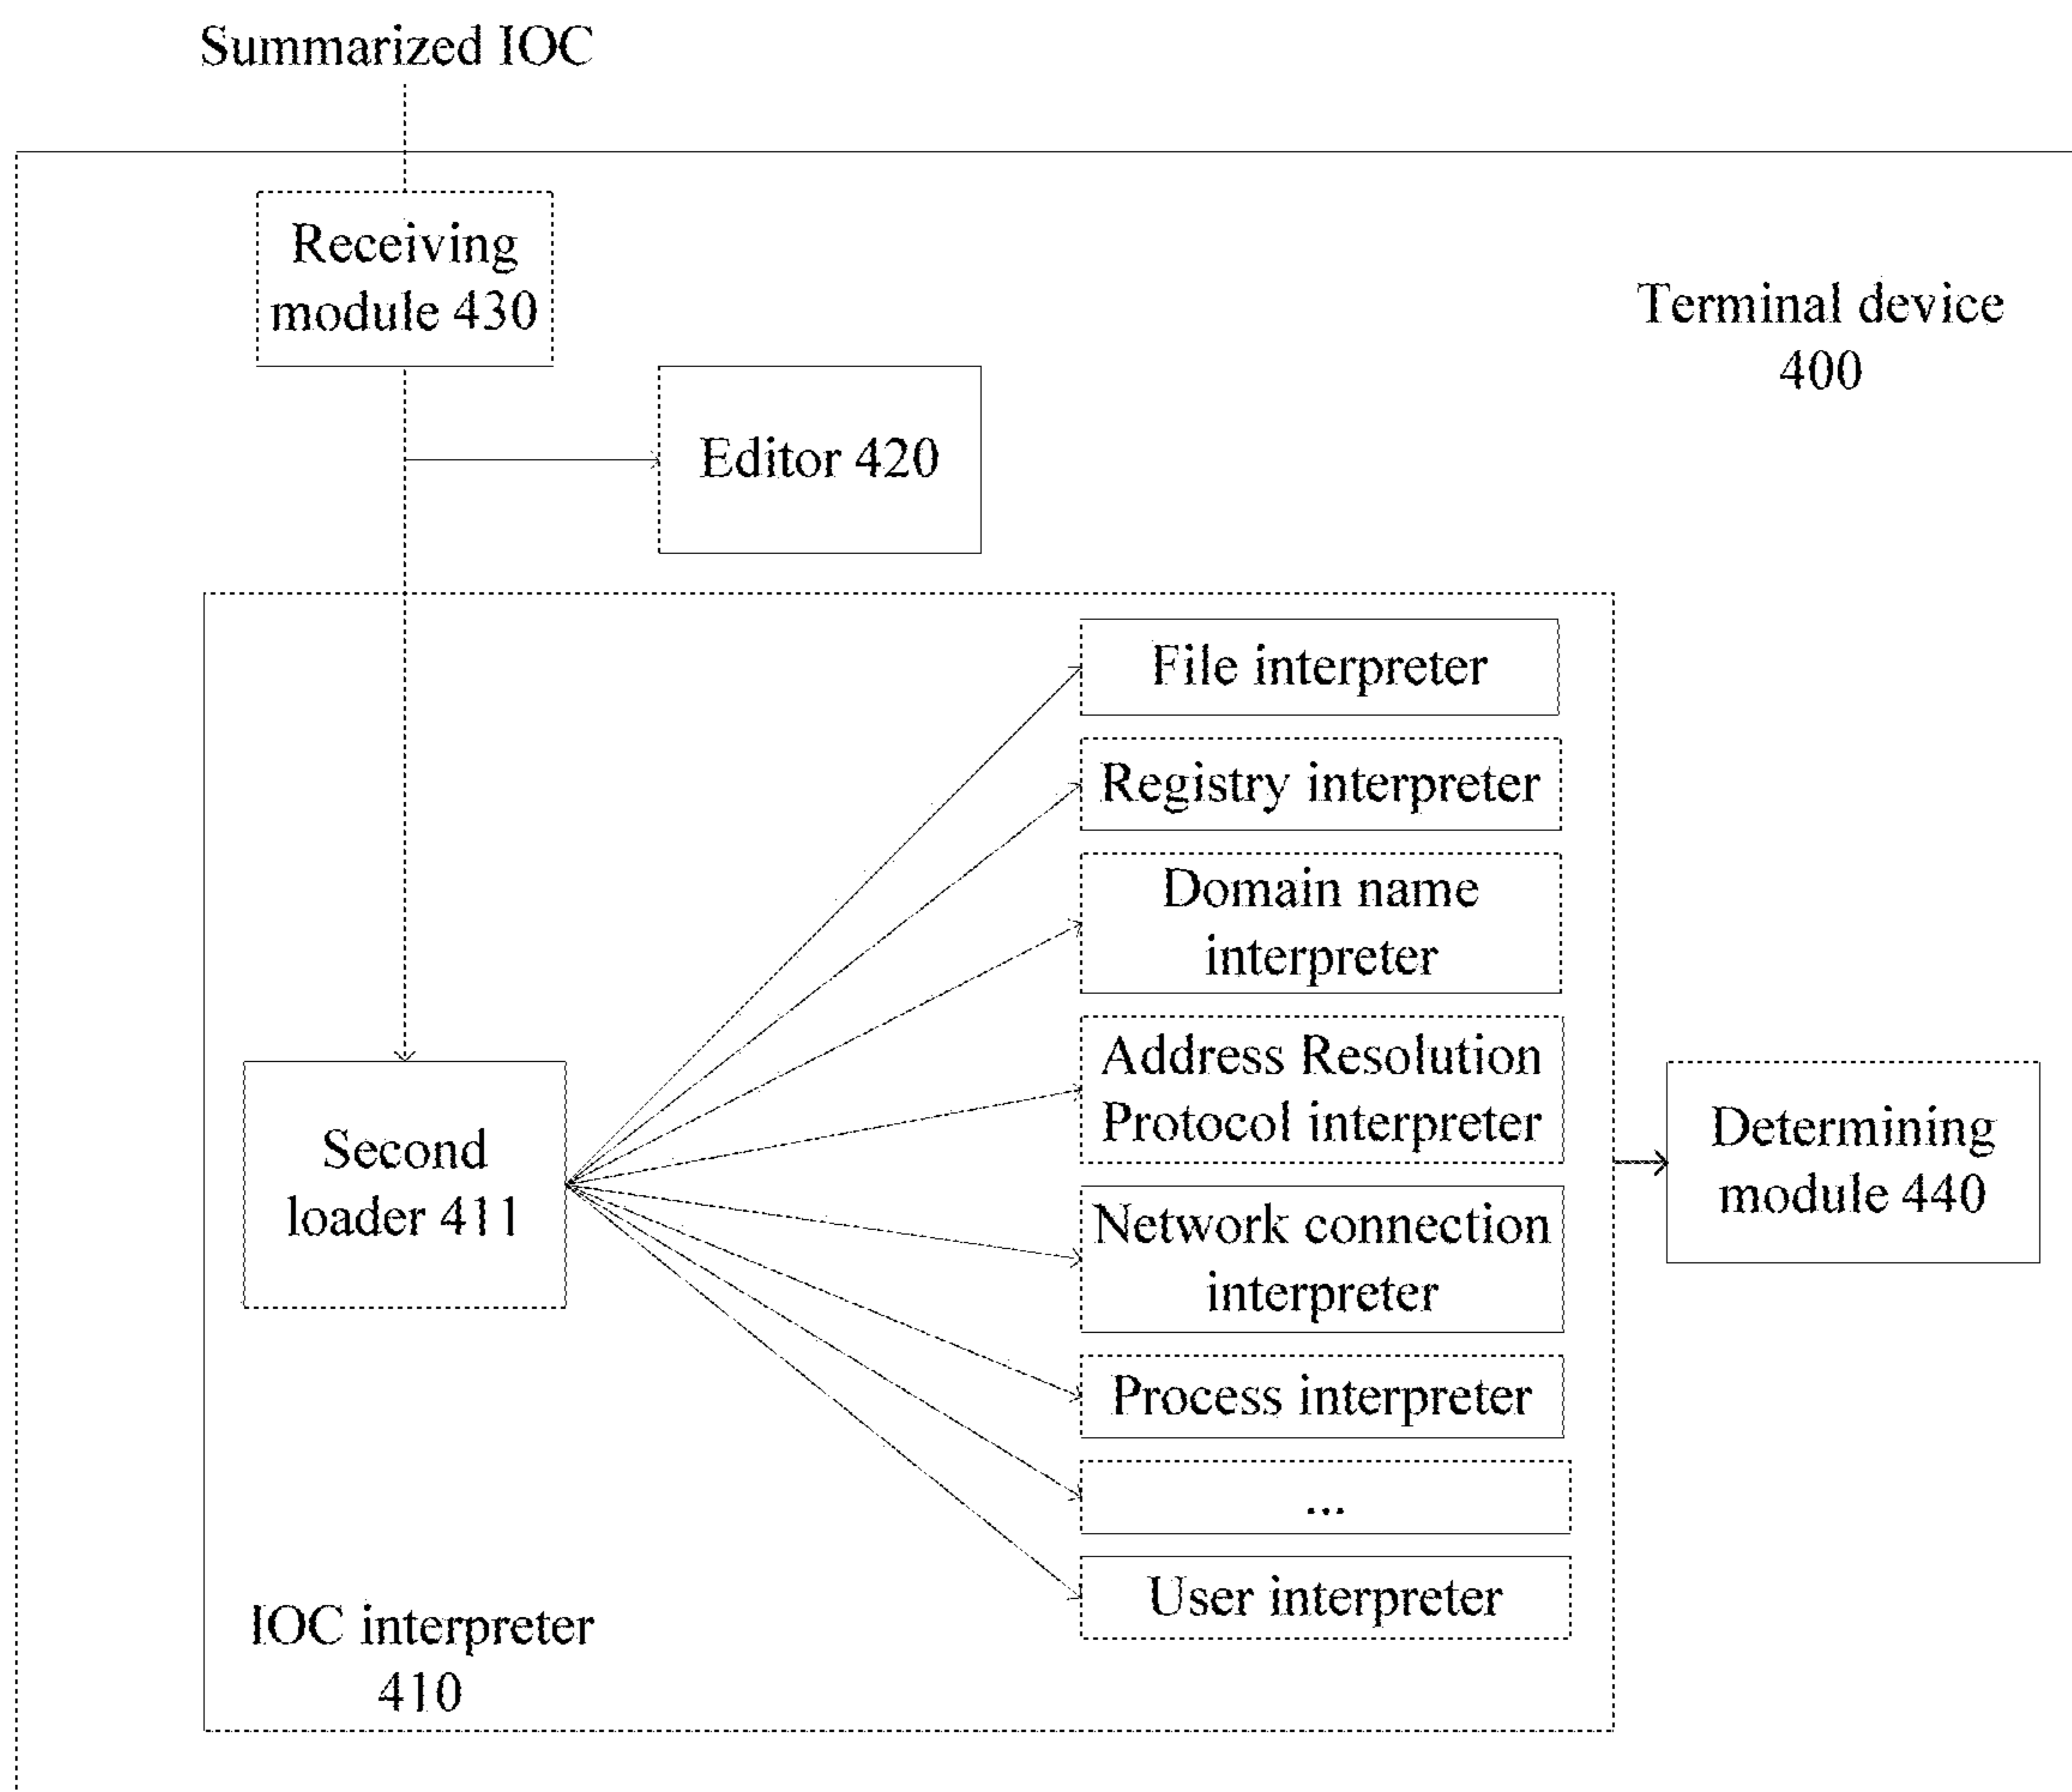 Summarized IOC
Receiving
module 430
Terminal device
400
Editor 420
File interpreter
Registry interpreter
Domain name
interpreter
Address Resolution
Protocol interpreter
Second
loader 411
Determining
module 440
Network connection
interpreter
Process interpreter
...
User interpreter
IOC interpreter
410